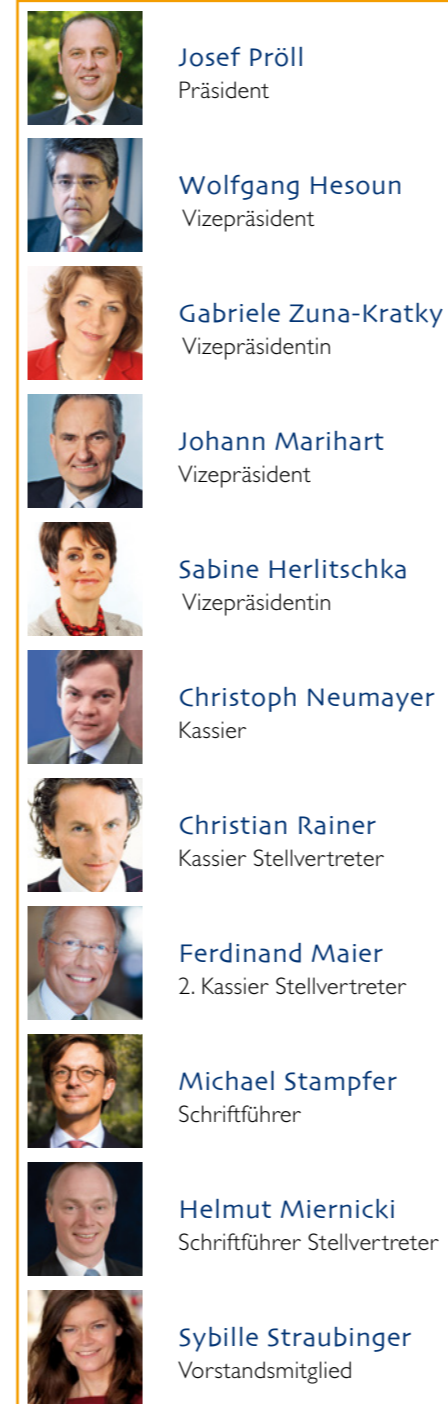 Josef Pröll
Präsident
Wolfgang Hesoun
Vizepräsident
Gabriele Zuna-Kratky
Vizepräsidentin
Johann Marihart
Vizepräsident
Sabine Herlitschka
Vizepräsidentin
Christoph Neumayer
Kassier
Christian Rainer
Kassier Stellvertreter
Ferdinand Maier
2. Kassier Stellvertreter
Michael Stampfer
Schriftführer
Helmut Miernicki
Schriftführer Stellvertreter
Sybille Straubinger
Vorstandsmitglied